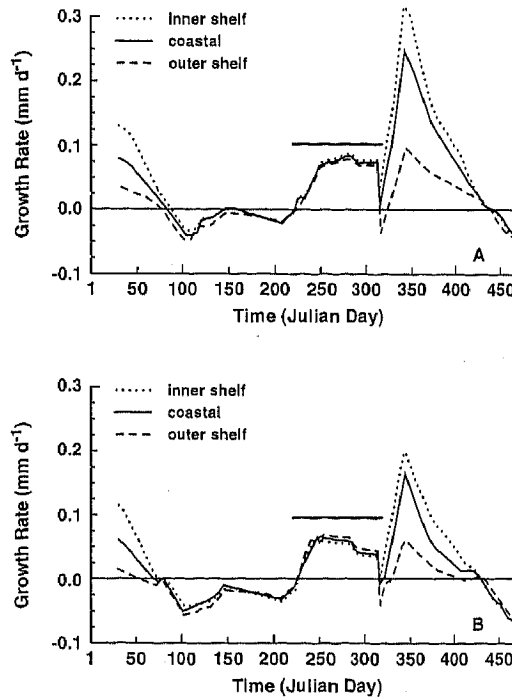 0.3
inner shelf
coastal
outer shelf
0.2
0.1
0.0
-0.1
Growth Rate (mm d-1)
A
1 50 100 150 200 250 300 350 400 450
Time (Julian Day)
0.3
inner shelf
coastal
outer shelf
0.2
0.1
0.0
-0.1
Growth Rate (mm d-1)
B
1 50 100 150 200 250 300 350 400 450
Time (Julian Day)